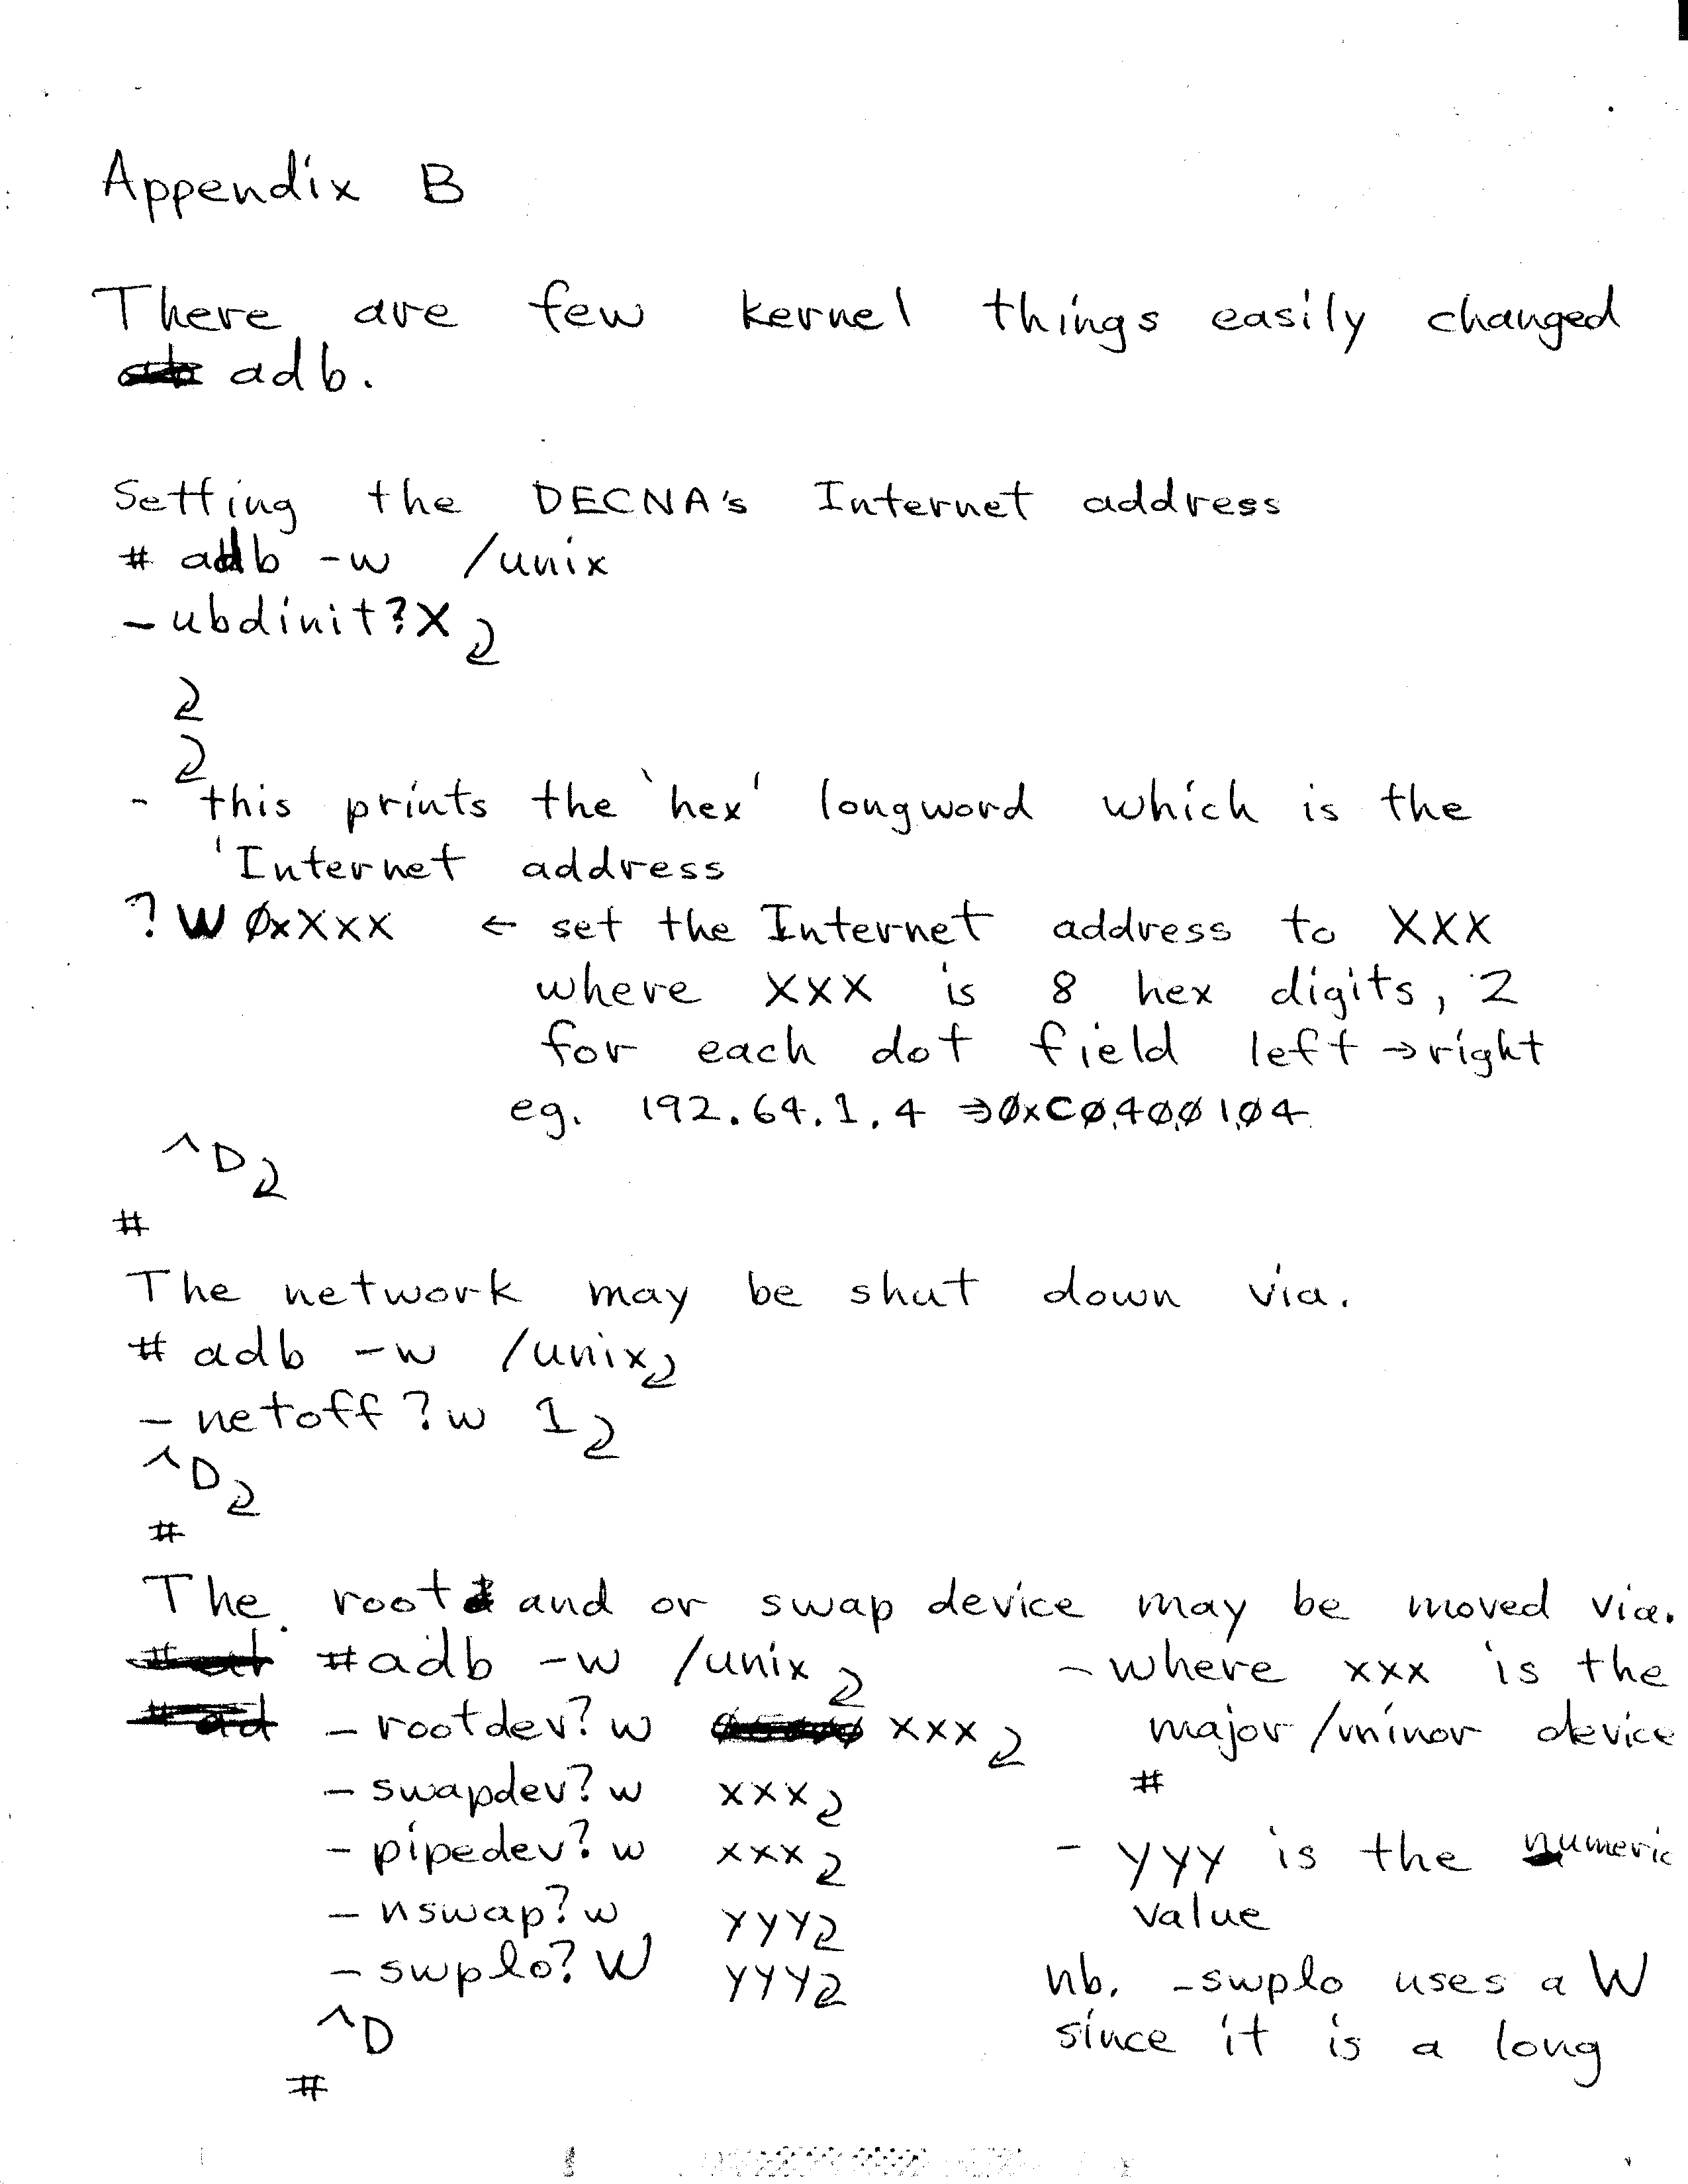 Appendix B
There are few kernel things easily changed
adb.
Setting the DECNA's Internet address
# adb -w /unix
_ubdinit?X ⤶
⤶
⤶
- this prints the 'hex' longword which is the
'Internet address
?W 0xXXX ← set the Internet address to XXX
where XXX is 8 hex digits, 2
for each dot field left → right
eg. 192.64.1.4 ⇒ 0xC0,40,01,04
^D ⤶
#
The network may be shut down via.
# adb -w /unix ⤶
_netoff?w 1 ⤶
^D ⤶
#
The root and or swap device may be moved via.
#adb -w /unix ⤶ - where xxx is the
_rootdev?w xxx ⤶ major/minor device
_swapdev?w xxx ⤶ #
_pipedev?w xxx ⤶ - yyy is the numeric
_nswap?w yyy ⤶ value
_swplo?W yyy ⤶ nb. _swplo uses a W
^D since it is a long
#